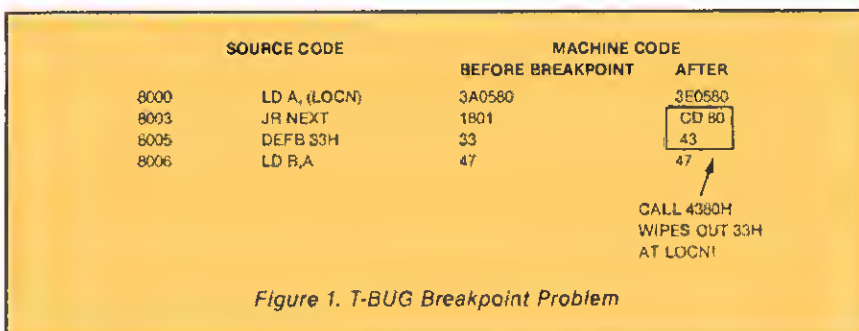 SOURCE CODE MACHINE CODE
BEFORE BREAKPOINT AFTER
8000 LD A, (LOCN) 3A0580 3E0580
8003 JR NEXT 1801 CD 80
8005 DEFB 33H 33 43
8006 LD B,A 47 47
CALL 4380H
WIPES OUT 33H
AT LOCN!
Figure 1. T-BUG Breakpoint Problem